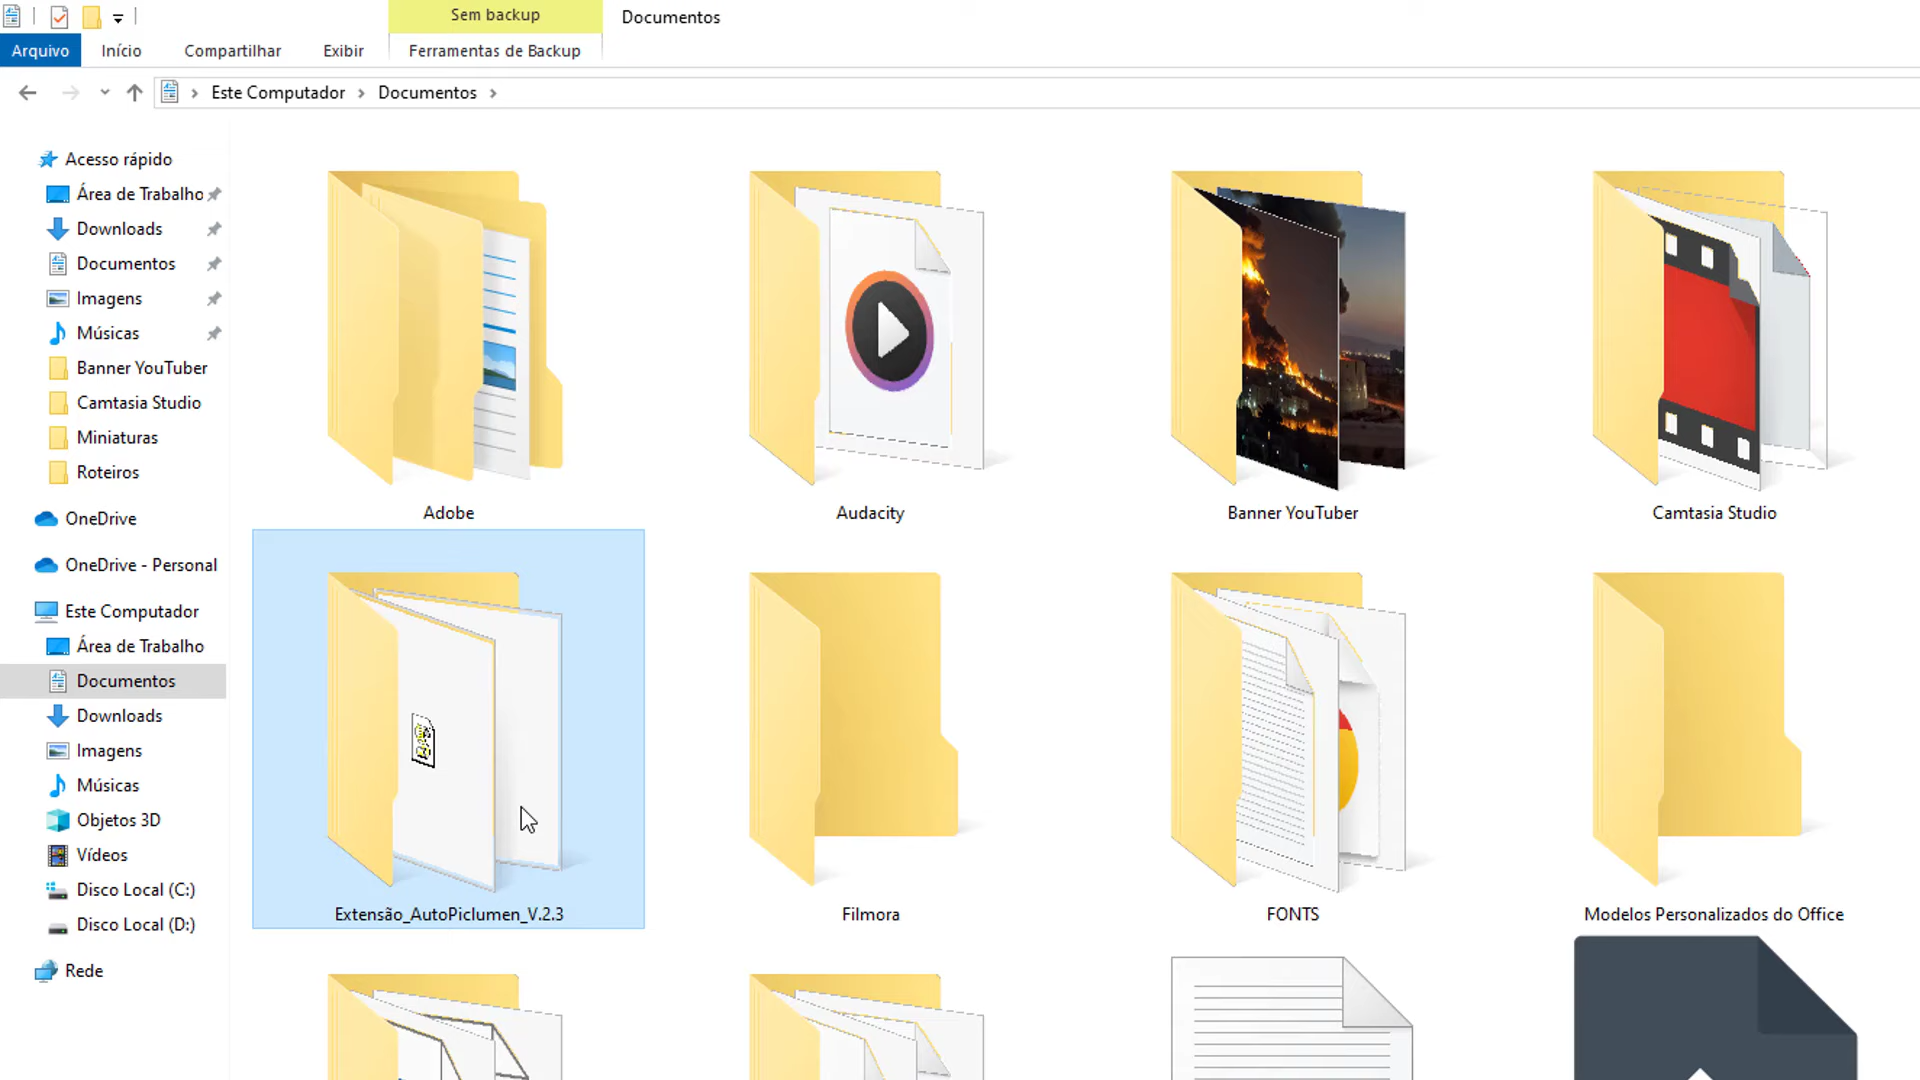 Sem backup
Documentos
Arquivo
Início
Compartilhar
Exibir
Ferramentas de Backup
Este Computador
Documentos
Acesso rápido
Área de Trabalho
Downloads
Documentos
Imagens
Músicas
Banner YouTuber
Camtasia Studio
Miniaturas
Roteiros
OneDrive
OneDrive - Personal
Este Computador
Área de Trabalho
Documentos
Downloads
Imagens
Músicas
Objetos 3D
Vídeos
Disco Local (C:)
Disco Local (D:)
Rede
Adobe
Audacity
Banner YouTuber
Camtasia Studio
Extensão_AutoPiclumen_V.2.3
Filmora
FONTS
Modelos Personalizados do Office